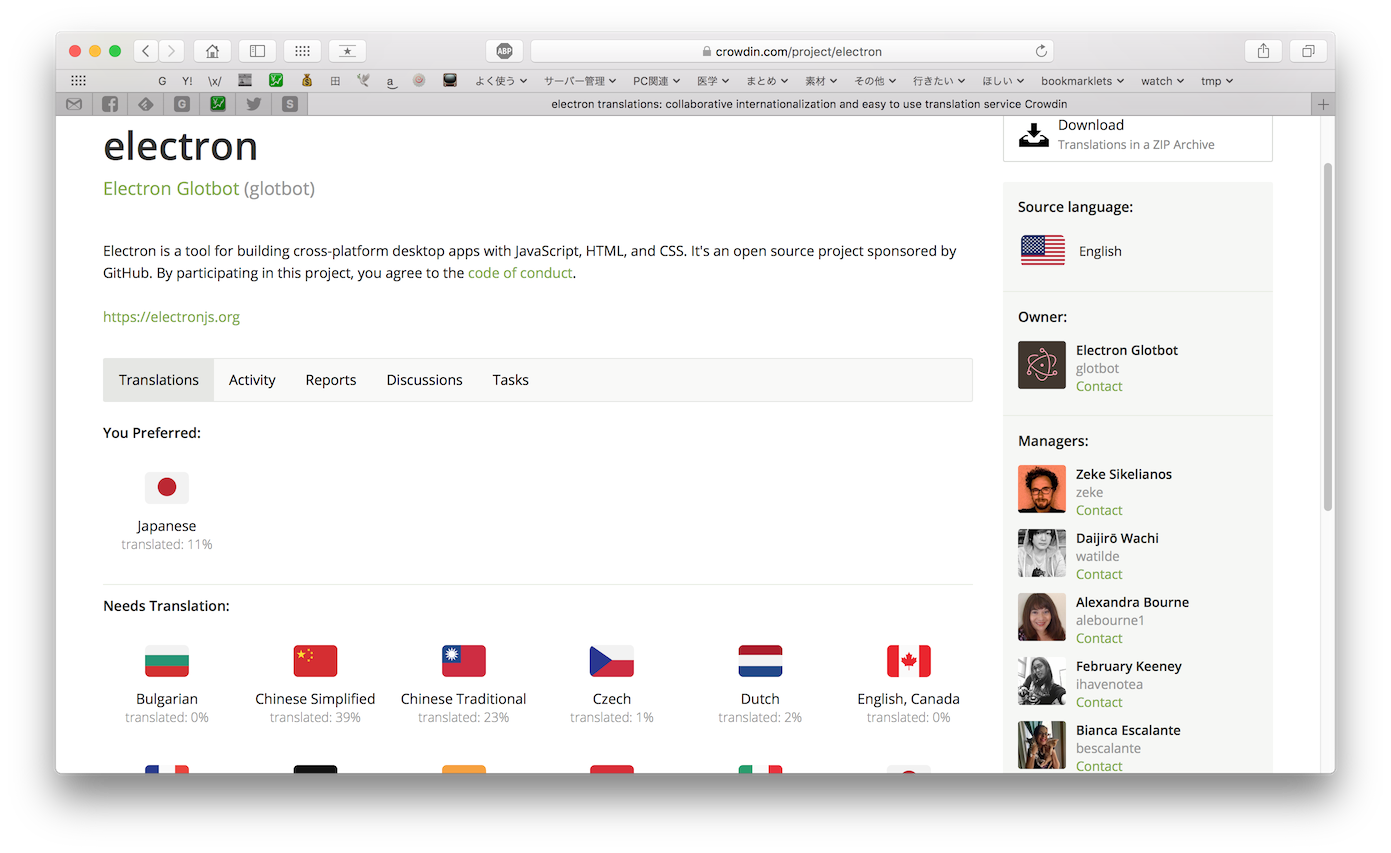 ABP
crowdin.com/project/electron
G Y! \x/ 田 a よく使う サーバー管理 PC関連 医学 まとめ 素材 その他 行きたい ほしい bookmarklets watch tmp
G S electron translations: collaborative internationalization and easy to use translation service Crowdin
electron
Electron Glotbot (glotbot)
Electron is a tool for building cross-platform desktop apps with JavaScript, HTML, and CSS. It's an open source project sponsored by
GitHub. By participating in this project, you agree to the code of conduct.
https://electronjs.org
Translations Activity Reports Discussions Tasks
You Preferred:
Japanese
translated: 11%
Needs Translation:
Bulgarian Chinese Simplified Chinese Traditional Czech Dutch English, Canada
translated: 0% translated: 39% translated: 23% translated: 1% translated: 2% translated: 0%
Download
Translations in a ZIP Archive
Source language:
English
Owner:
Electron Glotbot
glotbot
Contact
Managers:
Zeke Sikelianos
zeke
Contact
Daijirō Wachi
watilde
Contact
Alexandra Bourne
alebourne1
Contact
February Keeney
ihavenotea
Contact
Bianca Escalante
bescalante
Contact